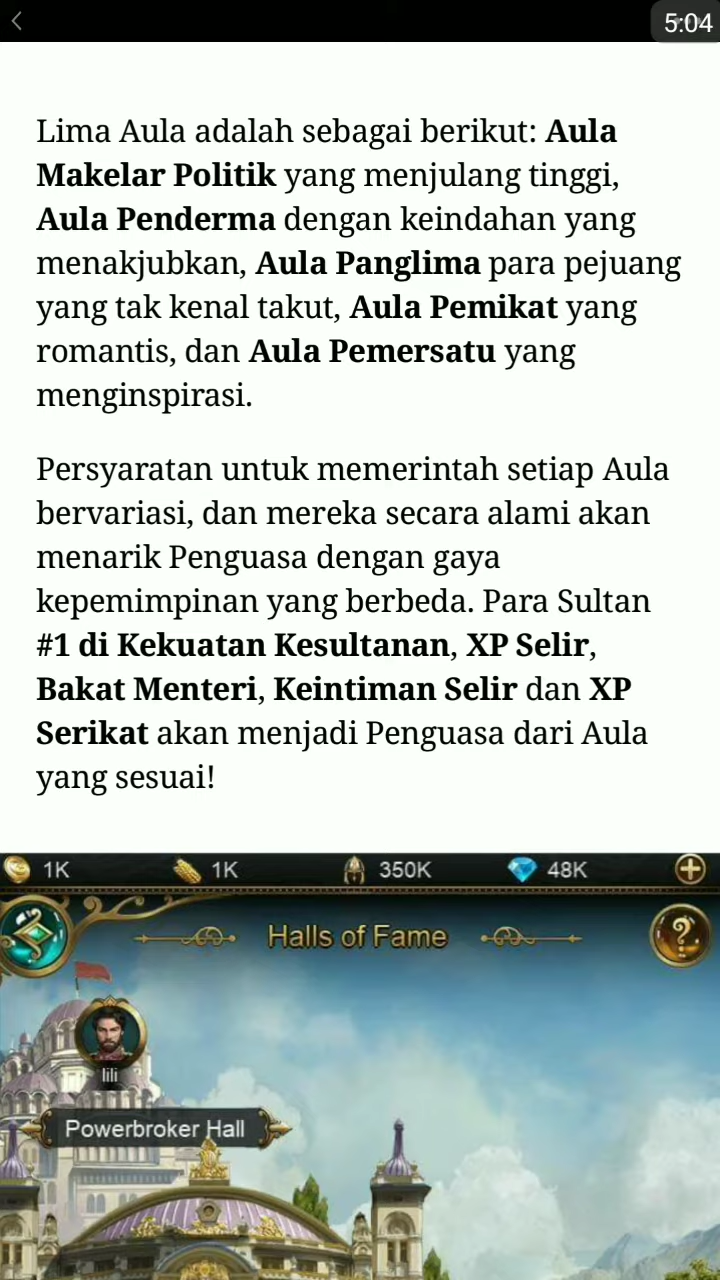 5:04
Lima Aula adalah sebagai berikut: Aula
Makelar Politik yang menjulang tinggi,
Aula Penderma dengan keindahan yang
menakjubkan, Aula Panglima para pejuang
yang tak kenal takut, Aula Pemikat yang
romantis, dan Aula Pemersatu yang
menginspirasi.
Persyaratan untuk memerintah setiap Aula
bervariasi, dan mereka secara alami akan
menarik Penguasa dengan gaya
kepemimpinan yang berbeda. Para Sultan
#1 di Kekuatan Kesultanan, XP Selir,
Bakat Menteri, Keintiman Selir dan XP
Serikat akan menjadi Penguasa dari Aula
yang sesuai!
1K 1K 350K 48K
Halls of Fame
lili
Powerbroker Hall